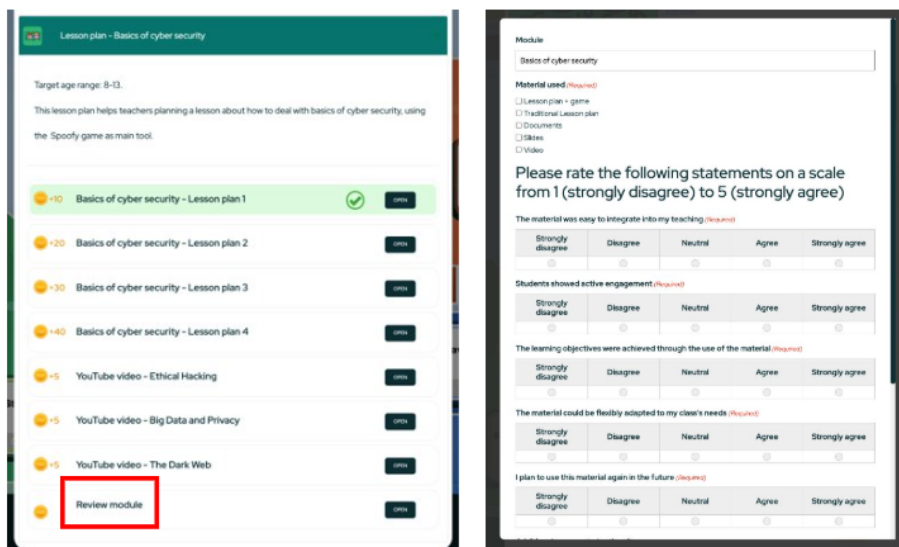 Lesson plan - Basics of cyber security
Target age range: 8-13.
This lesson plan helps teachers planning a lesson about how to deal with basics of cyber security, using
the Spoofy game as main tool.
+10 Basics of cyber security - Lesson plan 1 OPEN
+20 Basics of cyber security - Lesson plan 2 OPEN
+30 Basics of cyber security - Lesson plan 3 OPEN
+40 Basics of cyber security - Lesson plan 4 OPEN
+5 YouTube video - Ethical Hacking OPEN
+5 YouTube video - Big Data and Privacy OPEN
+5 YouTube video - The Dark Web OPEN
Review module OPEN
Module
Basics of cyber security
Material used (Required)
Lesson plan + game
Traditional Lesson plan
Documents
Slides
Video
Please rate the following statements on a scale
from 1 (strongly disagree) to 5 (strongly agree)
The material was easy to integrate into my teaching (Required)
Strongly disagree Disagree Neutral Agree Strongly agree
Students showed active engagement (Required)
Strongly disagree Disagree Neutral Agree Strongly agree
The learning objectives were achieved through the use of the material (Required)
Strongly disagree Disagree Neutral Agree Strongly agree
The material could be flexibly adapted to my class's needs (Required)
Strongly disagree Disagree Neutral Agree Strongly agree
I plan to use this material again in the future (Required)
Strongly disagree Disagree Neutral Agree Strongly agree